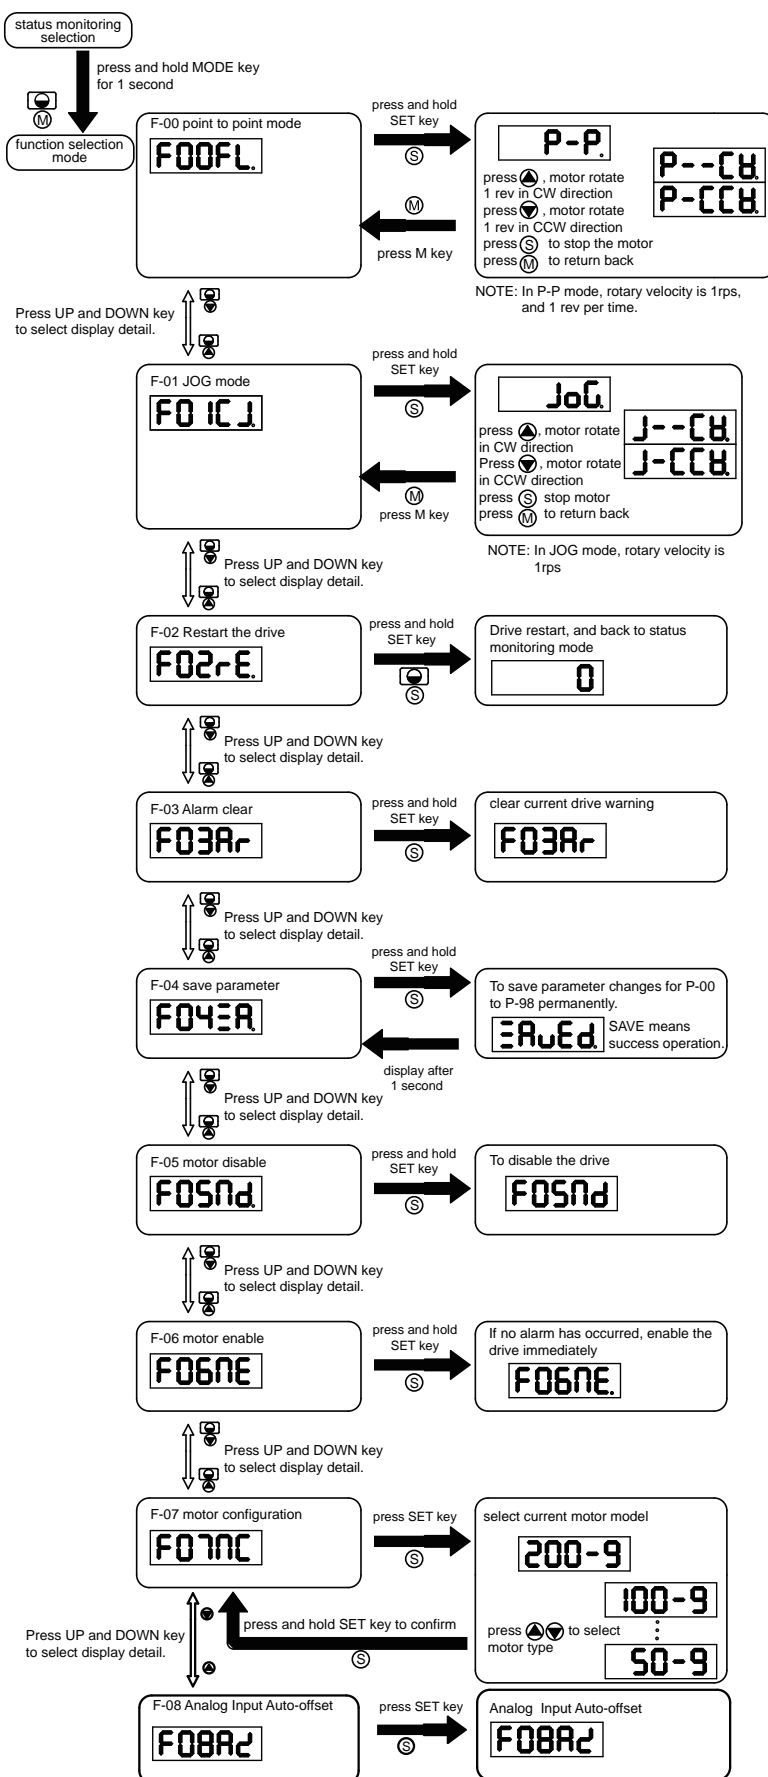 status monitoring
selection
press and hold MODE key
for 1 second
M
function selection
mode
F-00 point to point mode
F00FL.
press and hold
SET key
S
M
press M key
P-P.
P--CW.
P-CCW.
press , motor rotate
1 rev in CW direction
press , motor rotate
1 rev in CCW direction
press S to stop the motor
press M to return back
NOTE: In P-P mode, rotary velocity is 1rps,
and 1 rev per time.
Press UP and DOWN key
to select display detail.
F-01 JOG mode
F01CJ.
press and hold
SET key
S
M
press M key
JoG.
J--CW.
J-CCW.
press , motor rotate
in CW direction
Press , motor rotate
in CCW direction
press S stop motor
press M to return back
NOTE: In JOG mode, rotary velocity is
1rps
Press UP and DOWN key
to select display detail.
F-02 Restart the drive
F02rE.
press and hold
SET key
S
Drive restart, and back to status
monitoring mode
0
Press UP and DOWN key
to select display detail.
F-03 Alarm clear
F03Ar
press and hold
SET key
S
clear current drive warning
F03Ar
Press UP and DOWN key
to select display detail.
F-04 save parameter
F04ΞA.
press and hold
SET key
S
display after
1 second
To save parameter changes for P-00
to P-98 permanently.
ΞAuEd.
SAVE means
success operation.
Press UP and DOWN key
to select display detail.
F-05 motor disable
F05nd.
press and hold
SET key
S
To disable the drive
F05nd
Press UP and DOWN key
to select display detail.
F-06 motor enable
F06nE
press and hold
SET key
S
If no alarm has occurred, enable the
drive immediately
F06nE.
Press UP and DOWN key
to select display detail.
F-07 motor configuration
F07nC
press SET key
S
select current motor model
200-9
100-9
press to select
motor type
50-9
press and hold SET key to confirm
S
Press UP and DOWN key
to select display detail.
F-08 Analog Input Auto-offset
F08Ad
press SET key
S
Analog Input Auto-offset
F08Ad